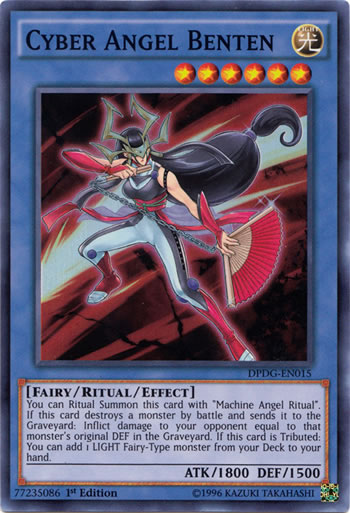 CYBER ANGEL BENTEN
LIGHT
光
DPDG-EN015
[FAIRY/RITUAL/EFFECT]
You can Ritual Summon this card with "Machine Angel Ritual".
If this card destroys a monster by battle and sends it to the
Graveyard: Inflict damage to your opponent equal to
that monster's original DEF in the Graveyard. If this card is Tributed:
You can add 1 LIGHT Fairy-Type monster from your Deck to your
hand.
ATK/1800 DEF/1500
77235086 1st Edition ©1996 KAZUKI TAKAHASHI